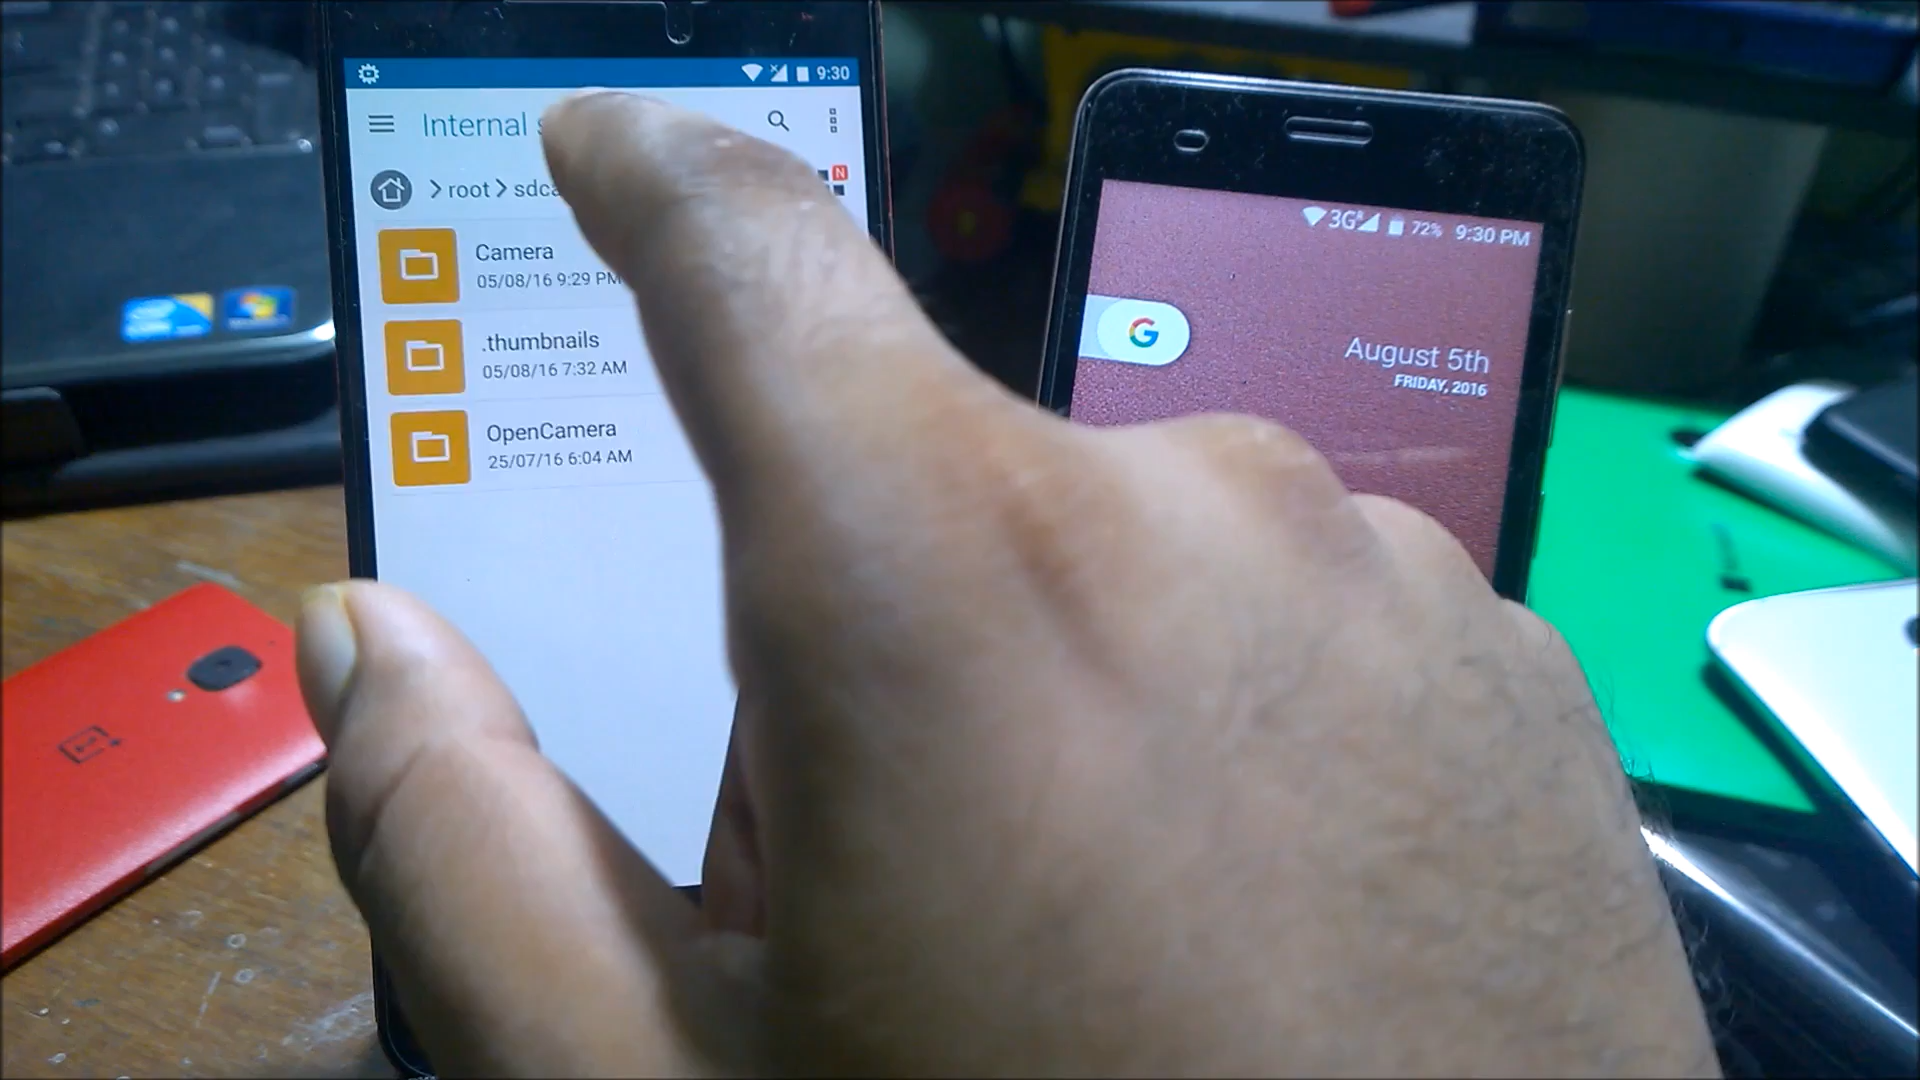 9:30
Internal
root sdca
N
Camera
05/08/16 9:29 PM
.thumbnails
05/08/16 7:32 AM
OpenCamera
25/07/16 6:04 AM
3G 72% 9:30 PM
G
August 5th
FRIDAY, 2016